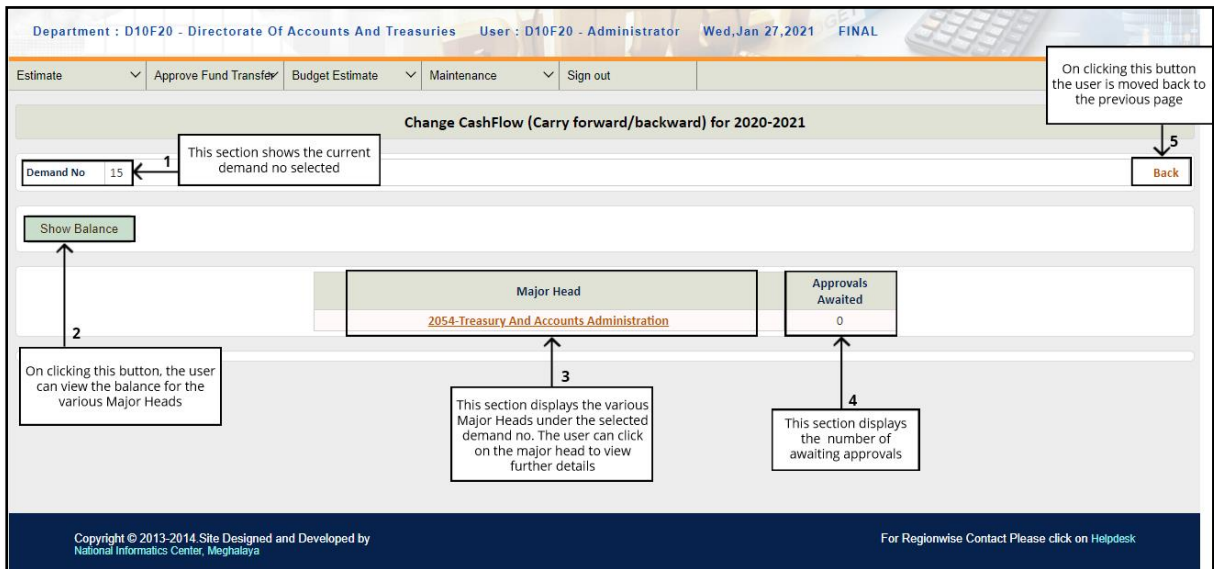 Department : D10F20 - Directorate Of Accounts And Treasuries User : D10F20 - Administrator Wed,Jan 27,2021 FINAL
Estimate Approve Fund Transfer Budget Estimate Maintenance Sign out
On clicking this button
the user is moved back to
the previous page
Change CashFlow (Carry forward/backward) for 2020-2021
5
1
This section shows the current
demand no selected
Demand No 15
Back
Show Balance
Major Head
Approvals
Awaited
2054-Treasury And Accounts Administration
0
2
On clicking this button, the user
can view the balance for the
various Major Heads
3
This section displays the various
Major Heads under the selected
demand no. The user can click
on the major head to view
further details
4
This section displays
the number of
awaiting approvals
Copyright © 2013-2014.Site Designed and Developed by
National Informatics Center, Meghalaya
For Regionwise Contact Please click on Helpdesk